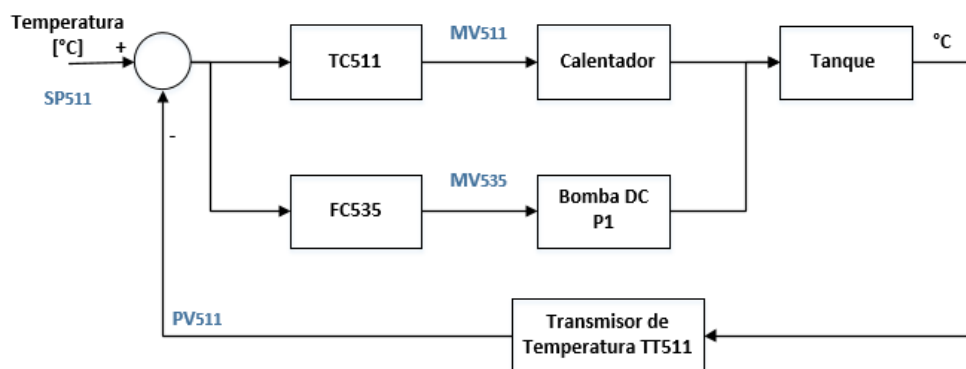 Temperatura
[°C]
+
SP511
-
TC511
MV511
Calentador
Tanque
°C
FC535
MV535
Bomba DC
P1
PV511
Transmisor de
Temperatura TT511